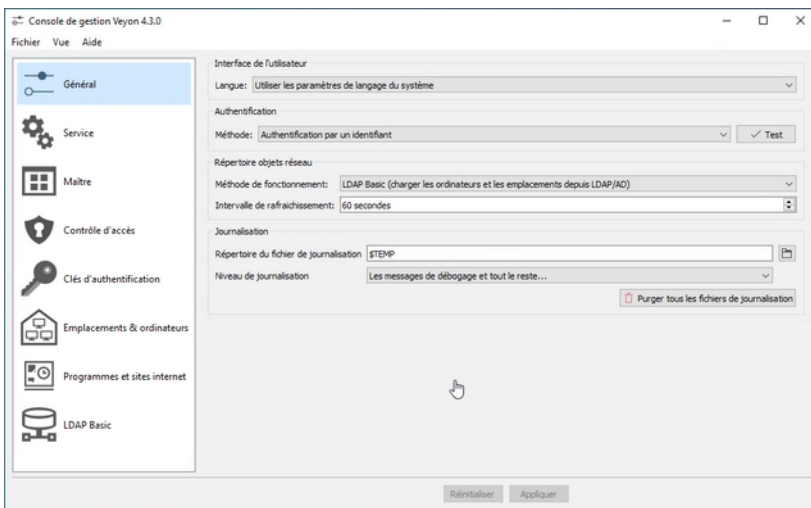 Console de gestion Veyon 4.3.0
Fichier Vue Aide
Général
Service
Maître
Contrôle d'accès
Clés d'authentification
Emplacements & ordinateurs
Programmes et sites internet
LDAP Basic
Interface de l'utilisateur
Langue: Utiliser les paramètres de langage du système
Authentification
Méthode: Authentification par un identifiant Test
Répertoire objets réseau
Méthode de fonctionnement: LDAP Basic (charger les ordinateurs et les emplacements depuis LDAP/AD)
Intervalle de rafraichissement: 60 secondes
Journalisation
Répertoire du fichier de journalisation $TEMP
Niveau de journalisation Les messages de débogage et tout le reste...
Purger tous les fichiers de journalisation
Réinitialiser Appliquer